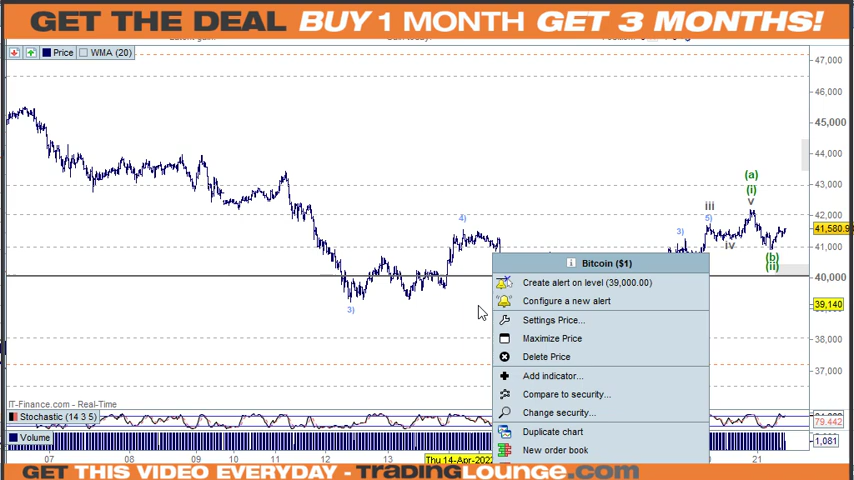 GET THE DEAL BUY 1 MONTH GET 3 MONTHS!
Price WMA (20)
47,000
46,000
45,000
44,000
43,000
42,000
41,580.9
41,000
40,000
39,140
38,000
37,000
(a)
(i)
v
iii
5)
3)
iv
(b)
(ii)
4)
3)
Bitcoin ($1)
Create alert on level (39,000.00)
Configure a new alert
Settings Price...
Maximize Price
Delete Price
Add indicator...
Compare to security...
Change security...
Duplicate chart
New order book
IT-Finance.com - Real-Time
Stochastic (14 3 5)
79.442
Volume
1,081
07 08 09 10 11 12 13 Thu 14-Apr-2022 21
GET THIS VIDEO EVERYDAY - TradingLounge.com